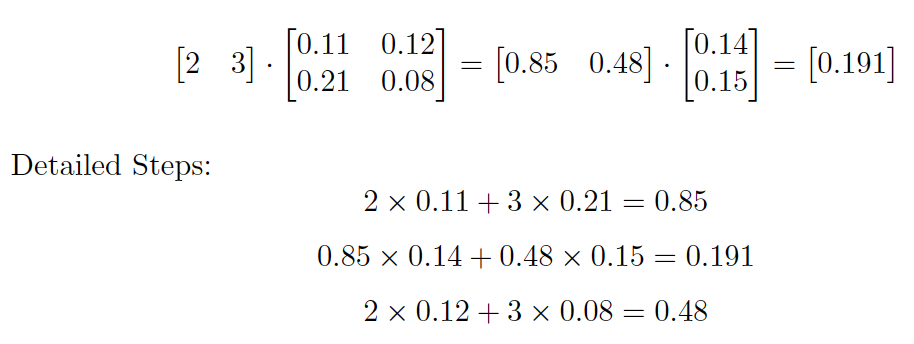 [2 3] · [0.11 0.12 0.21 0.08] = [0.85 0.48] · [0.14 0.15] = [0.191]
Detailed Steps:
2 × 0.11 + 3 × 0.21 = 0.85
0.85 × 0.14 + 0.48 × 0.15 = 0.191
2 × 0.12 + 3 × 0.08 = 0.48